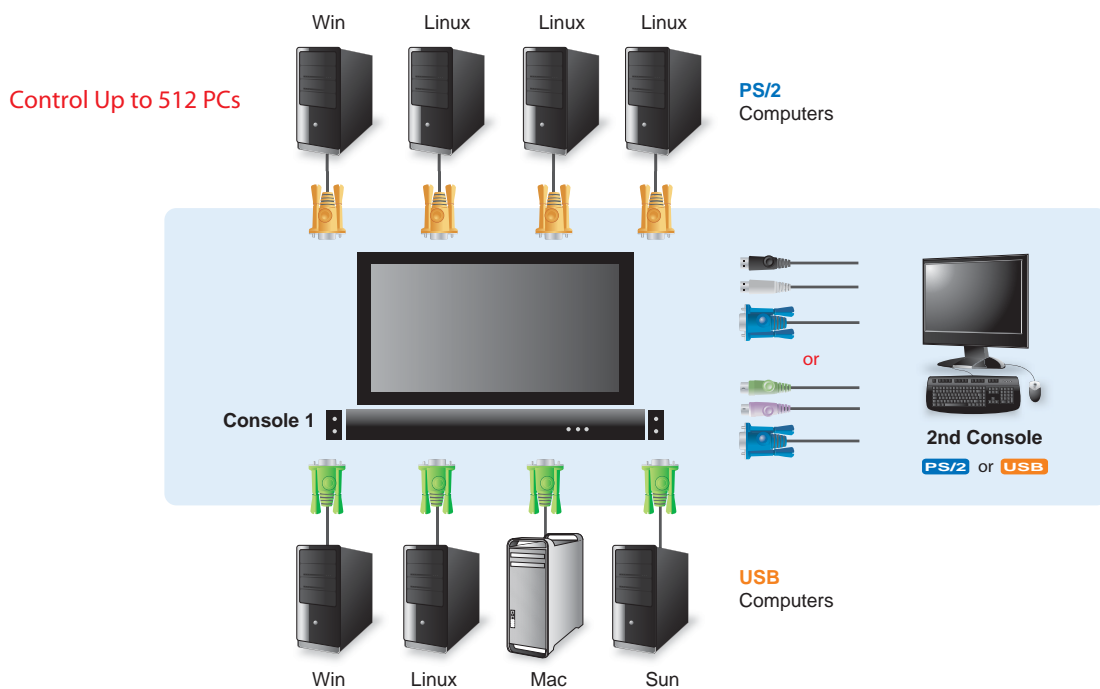 Win Linux Linux Linux
Control Up to 512 PCs
PS/2
Computers
or
Console 1
2nd Console
PS/2 or USB
USB
Computers
Win Linux Mac Sun